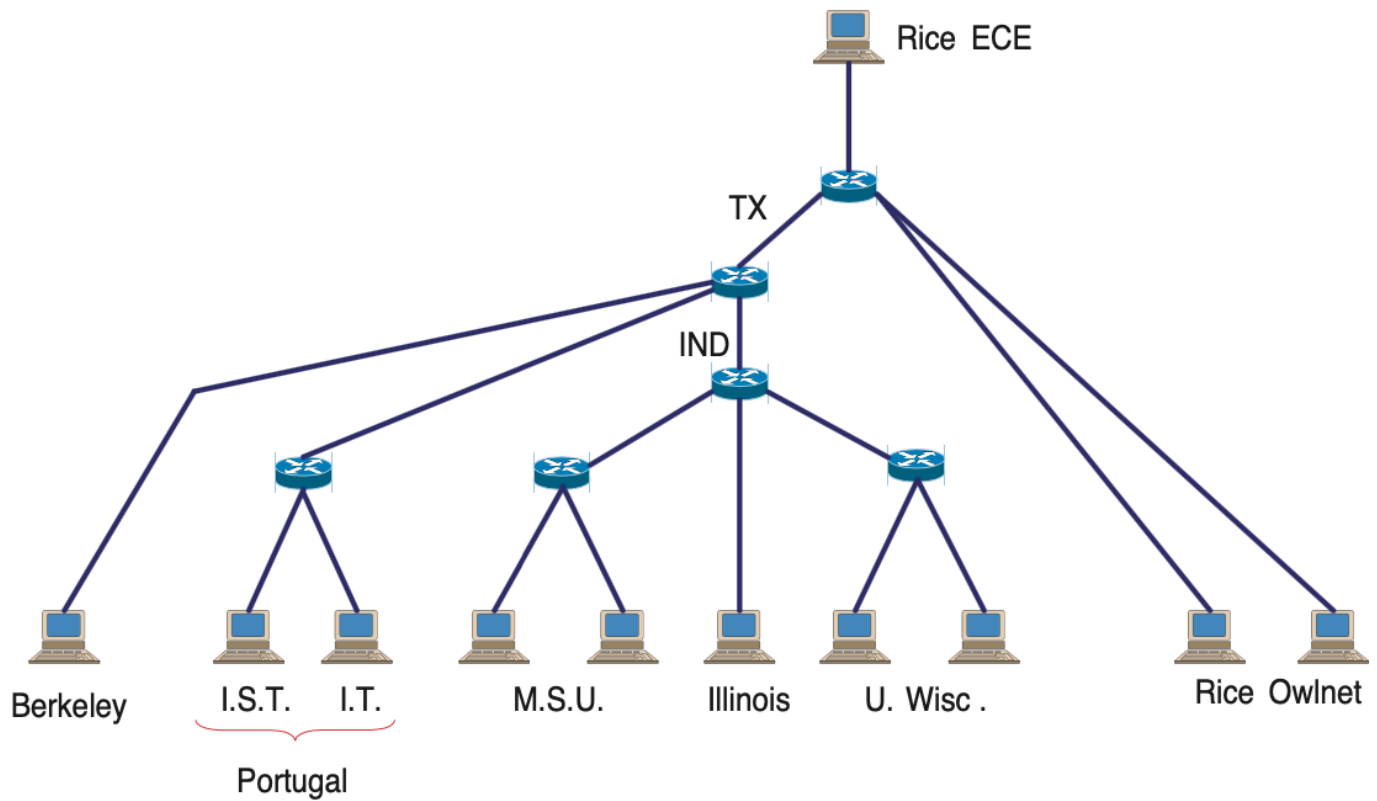 Rice ECE
TX
IND
Berkeley
I.S.T.
I.T.
M.S.U.
Illinois
U. Wisc .
Rice Owlnet
Portugal